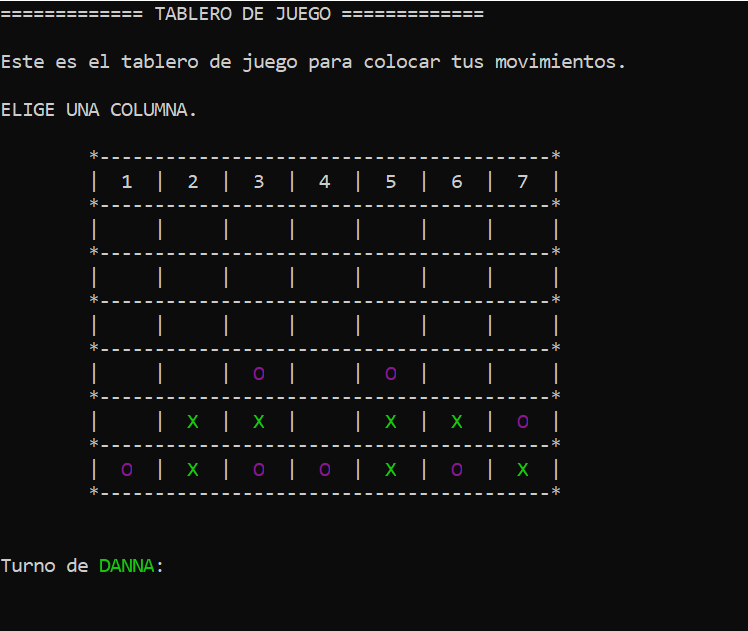 ============= TABLERO DE JUEGO =============
Este es el tablero de juego para colocar tus movimientos.
ELIGE UNA COLUMNA.
*-----------------------------------------*
|  1  |  2  |  3  |  4  |  5  |  6  |  7  |
*-----------------------------------------*
|     |     |     |     |     |     |     |
*-----------------------------------------*
|     |     |     |     |     |     |     |
*-----------------------------------------*
|     |     |     |     |     |     |     |
*-----------------------------------------*
|     |     |  O  |     |  O  |     |     |
*-----------------------------------------*
|     |  X  |  X  |     |  X  |  X  |  O  |
*-----------------------------------------*
|  O  |  X  |  O  |  O  |  X  |  O  |  X  |
*-----------------------------------------*
Turno de DANNA: